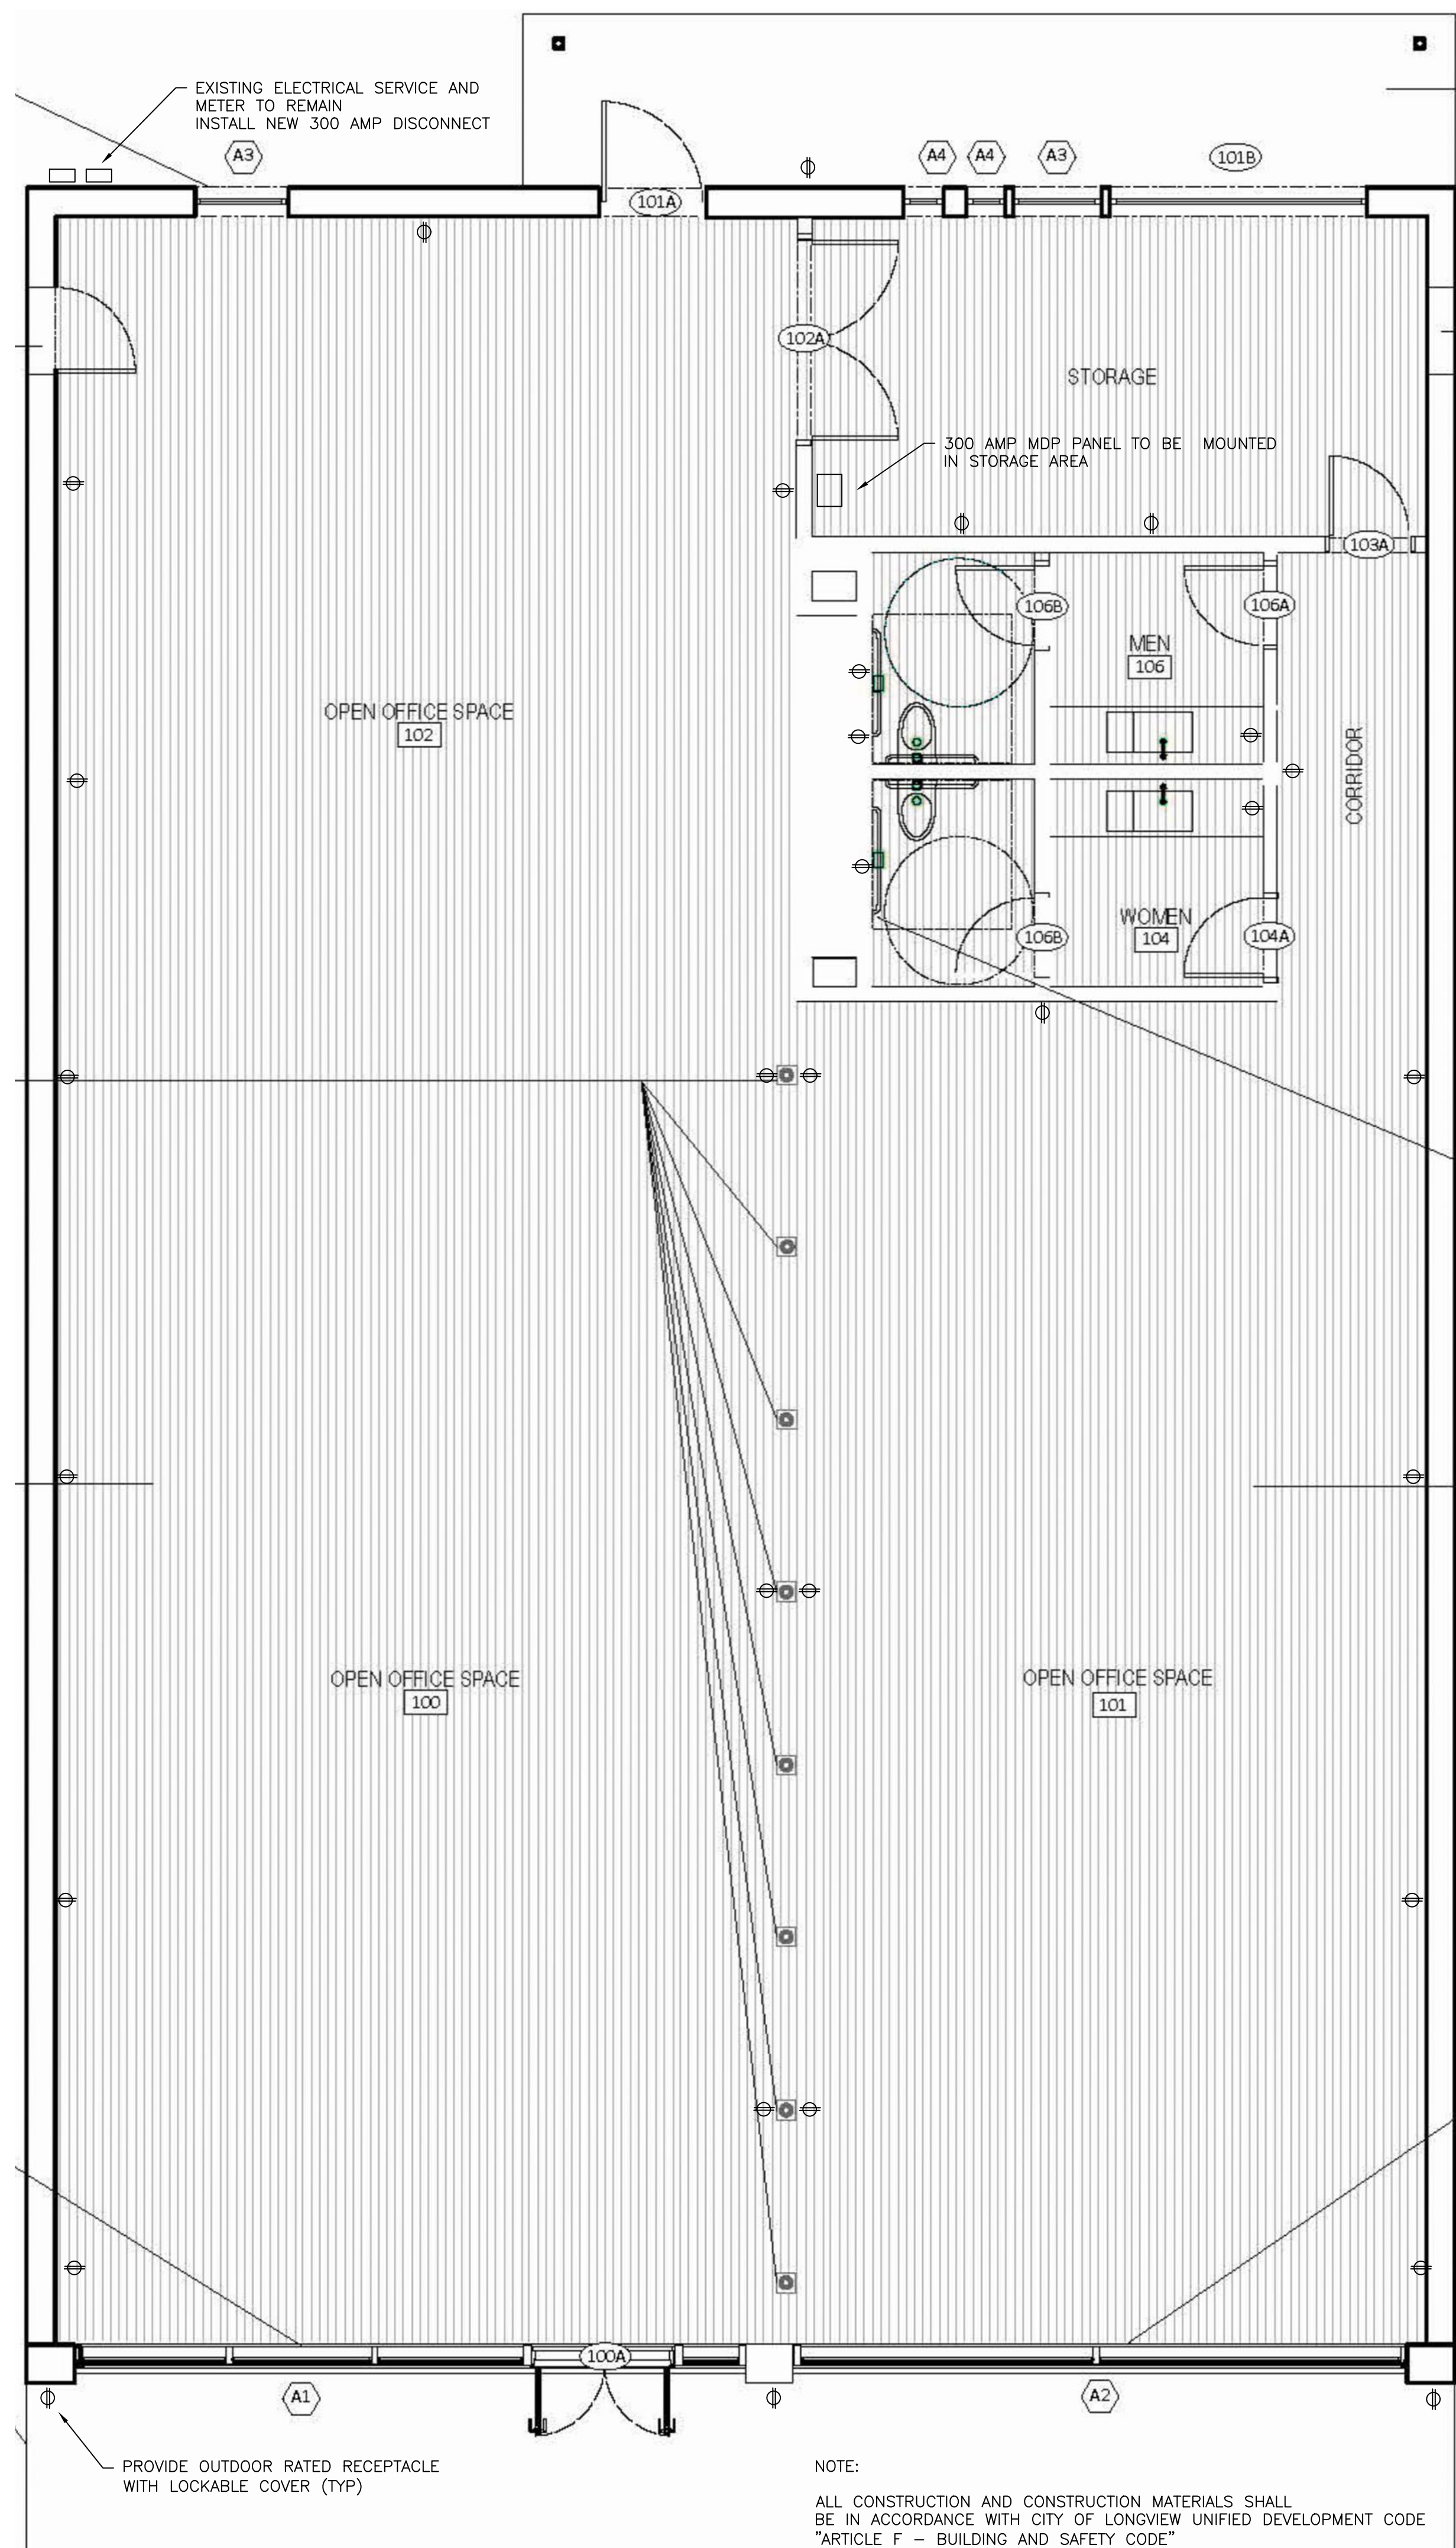 EXISTING ELECTRICAL SERVICE AND
METER TO REMAIN
INSTALL NEW 300 AMP DISCONNECT
A3
A4
A4
A3
101B
101A
102A
STORAGE
300 AMP MDP PANEL TO BE MOUNTED
IN STORAGE AREA
103A
106B
106A
MEN
106
OPEN OFFICE SPACE
102
CORRIDOR
WOMEN
104
106B
104A
OPEN OFFICE SPACE
100
OPEN OFFICE SPACE
101
100A
A1
A2
PROVIDE OUTDOOR RATED RECEPTACLE
WITH LOCKABLE COVER (TYP)
NOTE:
ALL CONSTRUCTION AND CONSTRUCTION MATERIALS SHALL
BE IN ACCORDANCE WITH CITY OF LONGVIEW UNIFIED DEVELOPMENT CODE
"ARTICLE F – BUILDING AND SAFETY CODE"